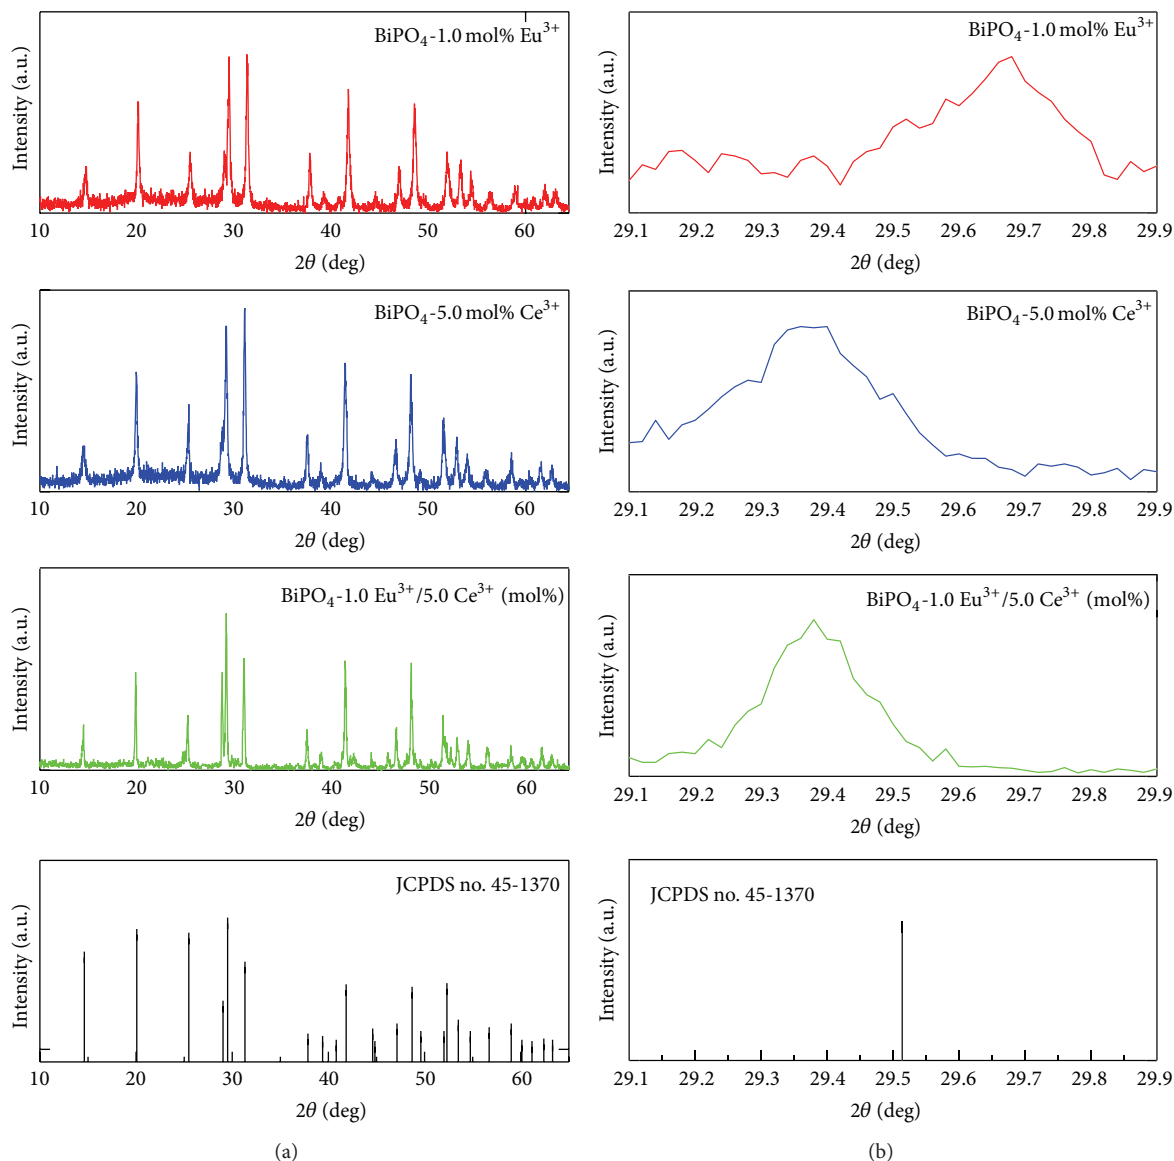 BiPO₄-1.0 mol% Eu³⁺
Intensity (a.u.)
10 20 30 40 50 60
2θ (deg)
BiPO₄-5.0 mol% Ce³⁺
Intensity (a.u.)
10 20 30 40 50 60
2θ (deg)
BiPO₄-1.0 Eu³⁺/5.0 Ce³⁺ (mol%)
Intensity (a.u.)
10 20 30 40 50 60
2θ (deg)
JCPDS no. 45-1370
Intensity (a.u.)
10 20 30 40 50 60
2θ (deg)
(a)
BiPO₄-1.0 mol% Eu³⁺
Intensity (a.u.)
29.1 29.2 29.3 29.4 29.5 29.6 29.7 29.8 29.9
2θ (deg)
BiPO₄-5.0 mol% Ce³⁺
Intensity (a.u.)
29.1 29.2 29.3 29.4 29.5 29.6 29.7 29.8 29.9
2θ (deg)
BiPO₄-1.0 Eu³⁺/5.0 Ce³⁺ (mol%)
Intensity (a.u.)
29.1 29.2 29.3 29.4 29.5 29.6 29.7 29.8 29.9
2θ (deg)
JCPDS no. 45-1370
Intensity (a.u.)
29.1 29.2 29.3 29.4 29.5 29.6 29.7 29.8 29.9
2θ (deg)
(b)